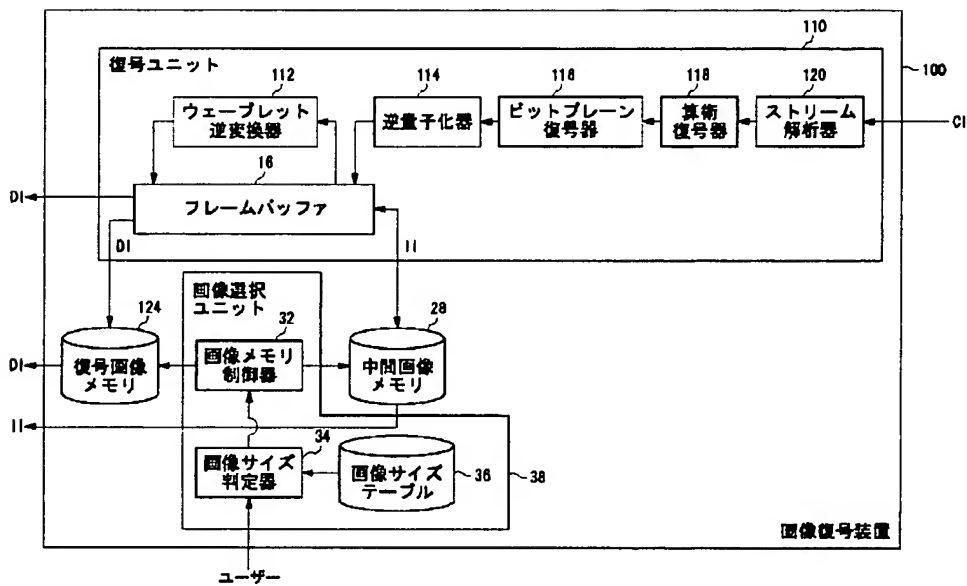 110
復号ユニット
100
112
114
116
118
120
ウェーブレット
逆変換器
逆量子化器
ビットプレーン
復号器
算術
復号器
ストリーム
解析器
CI
16
DI
フレームバッファ
DI
II
画像選択
ユニット
124
32
28
DI
復号画像
メモリ
画像メモリ
制御器
中間画像
メモリ
II
34
画像サイズ
判定器
画像サイズ
テーブル
36
38
画像復号装置
ユーザー